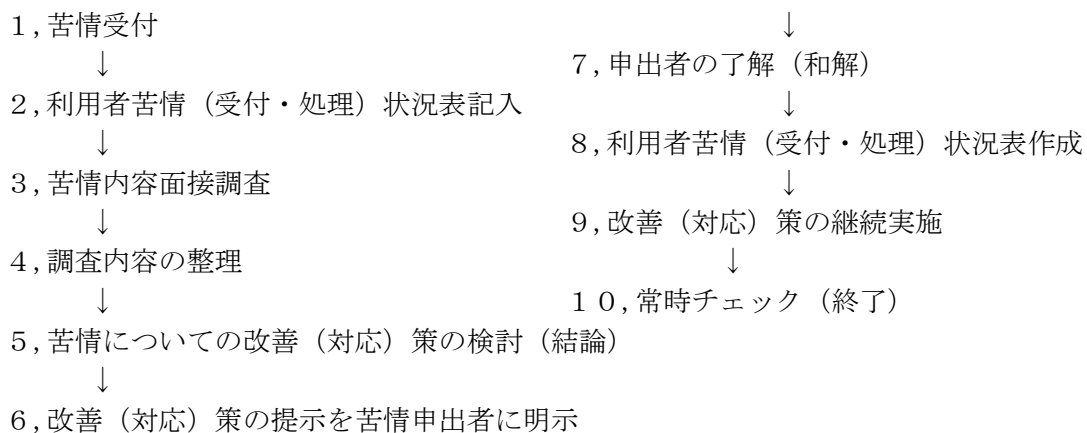 １,苦情受付
↓
２,利用者苦情（受付・処理）状況表記入
↓
３,苦情内容面接調査
↓
４,調査内容の整理
↓
５,苦情についての改善（対応）策の検討（結論）
↓
６,改善（対応）策の提示を苦情申出者に明示
↓
７,申出者の了解（和解）
↓
８,利用者苦情（受付・処理）状況表作成
↓
９,改善（対応）策の継続実施
↓
１０,常時チェック（終了）